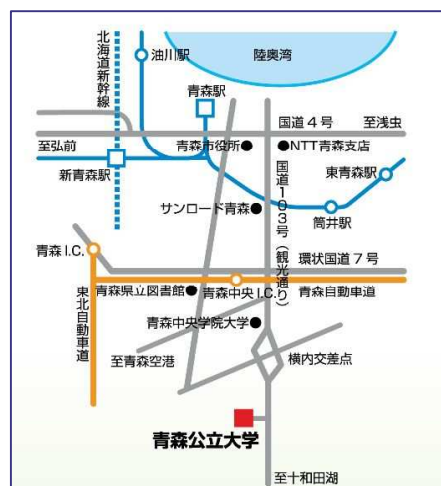 北海道新幹線
油川駅
陸奥湾
青森駅
国道4号
至浅虫
至弘前
青森市役所
NTT青森支店
新青森駅
東青森駅
国道103号(観光通り)
サンロード青森
筒井駅
青森I.C.
環状国道7号
東北自動車道
青森県立図書館
青森中央I.C.
青森自動車道
青森中央学院大学
至青森空港
横内交差点
青森公立大学
至十和田湖